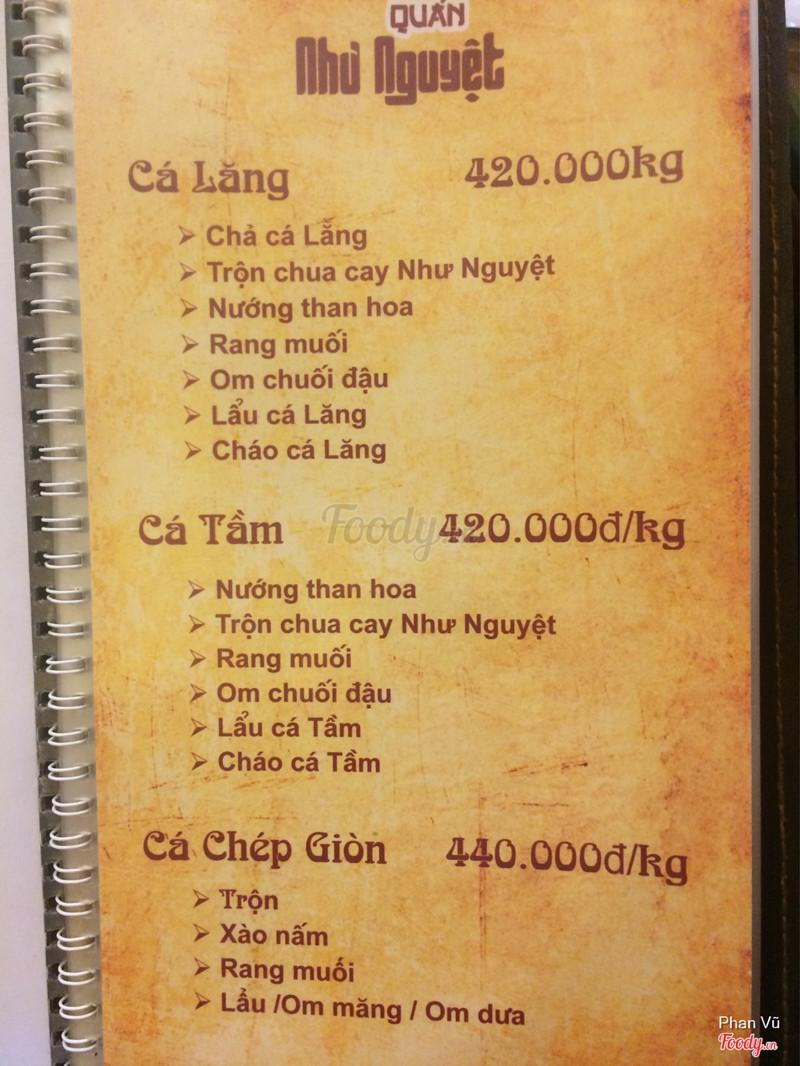 QUÁN
Như Nguyệt
Cá Lăng 420.000kg
Chả cá Lăng
Trộn chua cay Như Nguyệt
Nướng than hoa
Rang muối
Om chuối đậu
Lẩu cá Lăng
Cháo cá Lăng
Cá Tầm 420.000đ/kg
Foody.vn
Nướng than hoa
Trộn chua cay Như Nguyệt
Rang muối
Om chuối đậu
Lẩu cá Tầm
Cháo cá Tầm
Cá Chép Giòn 440.000đ/kg
Trộn
Xào nấm
Rang muối
Lẩu /Om măng / Om dưa
Phan Vũ
Foody.vn